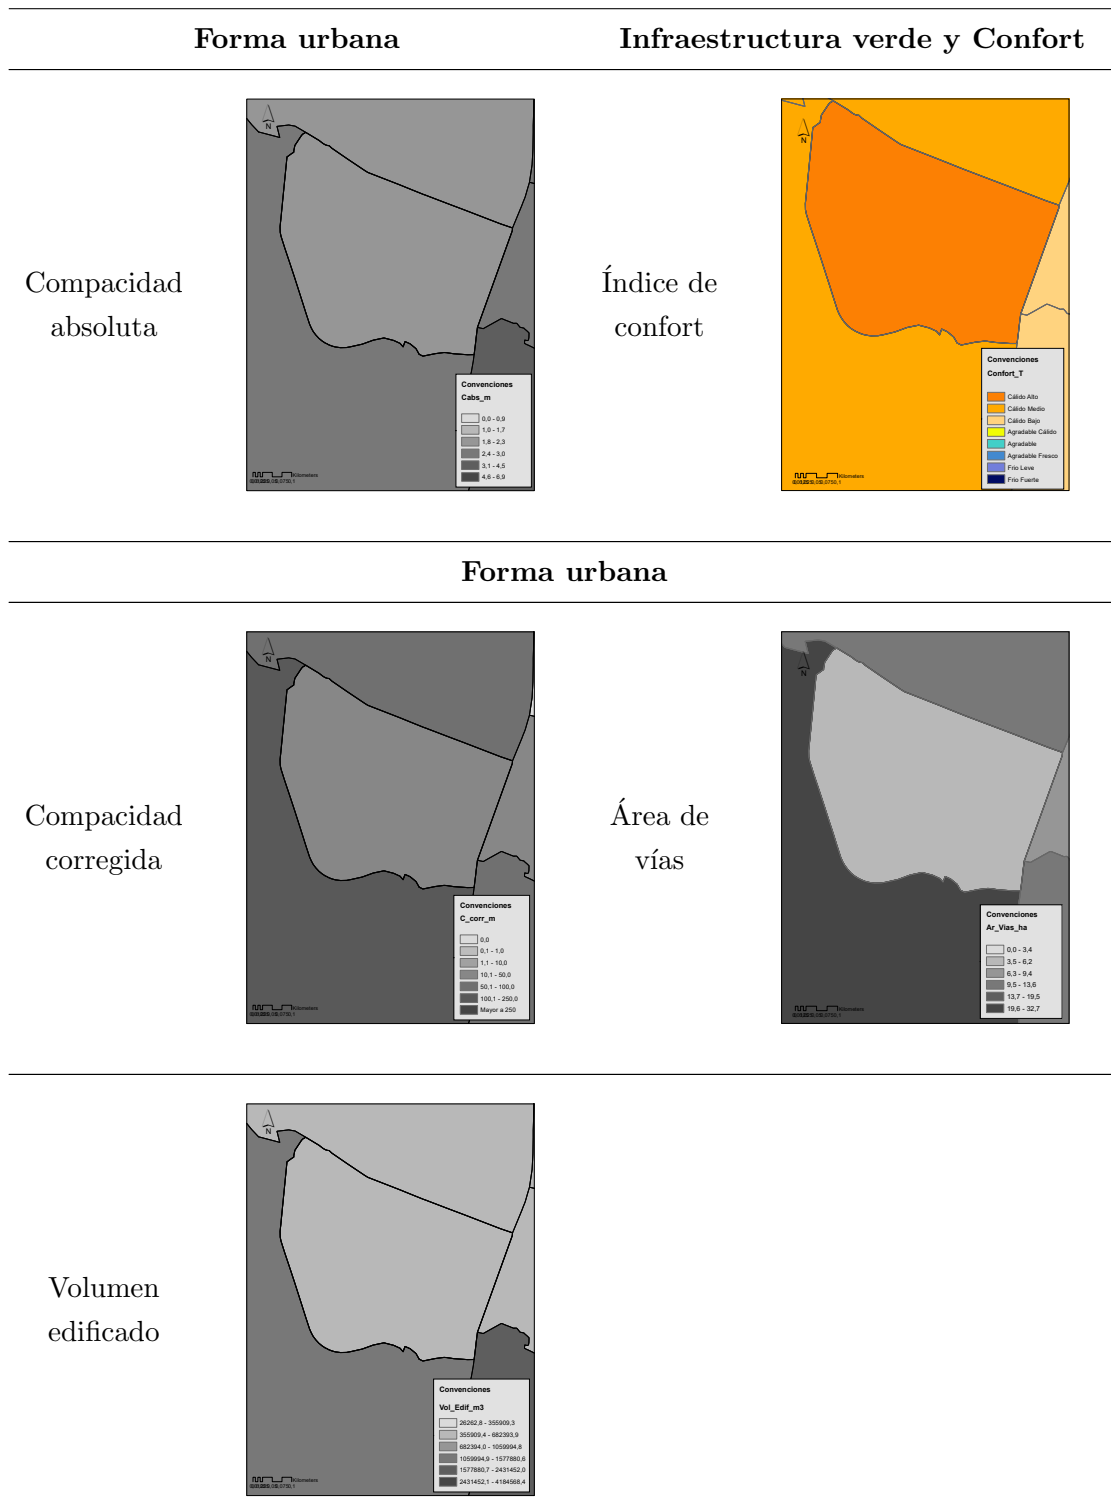 Forma urbana
Infraestructura verde y Confort
Compacidad
absoluta
N
Convenciones
Cabs_m
0,0 - 0,9
1,0 - 1,7
1,8 - 2,3
2,4 - 3,0
3,1 - 4,5
4,6 - 6,9
Kilometers
Índice de
confort
N
Convenciones
Confort_T
Cálido Alto
Cálido Medio
Cálido Bajo
Agradable Cálido
Agradable
Agradable Fresco
Frio Leve
Frio Fuerte
Kilometers
Forma urbana
Compacidad
corregida
N
Convenciones
C_corr_m
0,0
0,1 - 1,0
1,1 - 10,0
10,1 - 50,0
50,1 - 100,0
100,1 - 250,0
Mayor a 250
Kilometers
Área de
vías
N
Convenciones
Ar_Vias_ha
0,0 - 3,4
3,5 - 6,2
6,3 - 9,4
9,5 - 13,6
13,7 - 19,5
19,6 - 32,7
Kilometers
Volumen
edificado
N
Convenciones
Vol_Edif_m3
26262,8 - 355909,3
355909,4 - 682393,9
682394,0 - 1059994,8
1059994,9 - 1577880,6
1577880,7 - 2431452,0
2431452,1 - 4184568,4
Kilometers